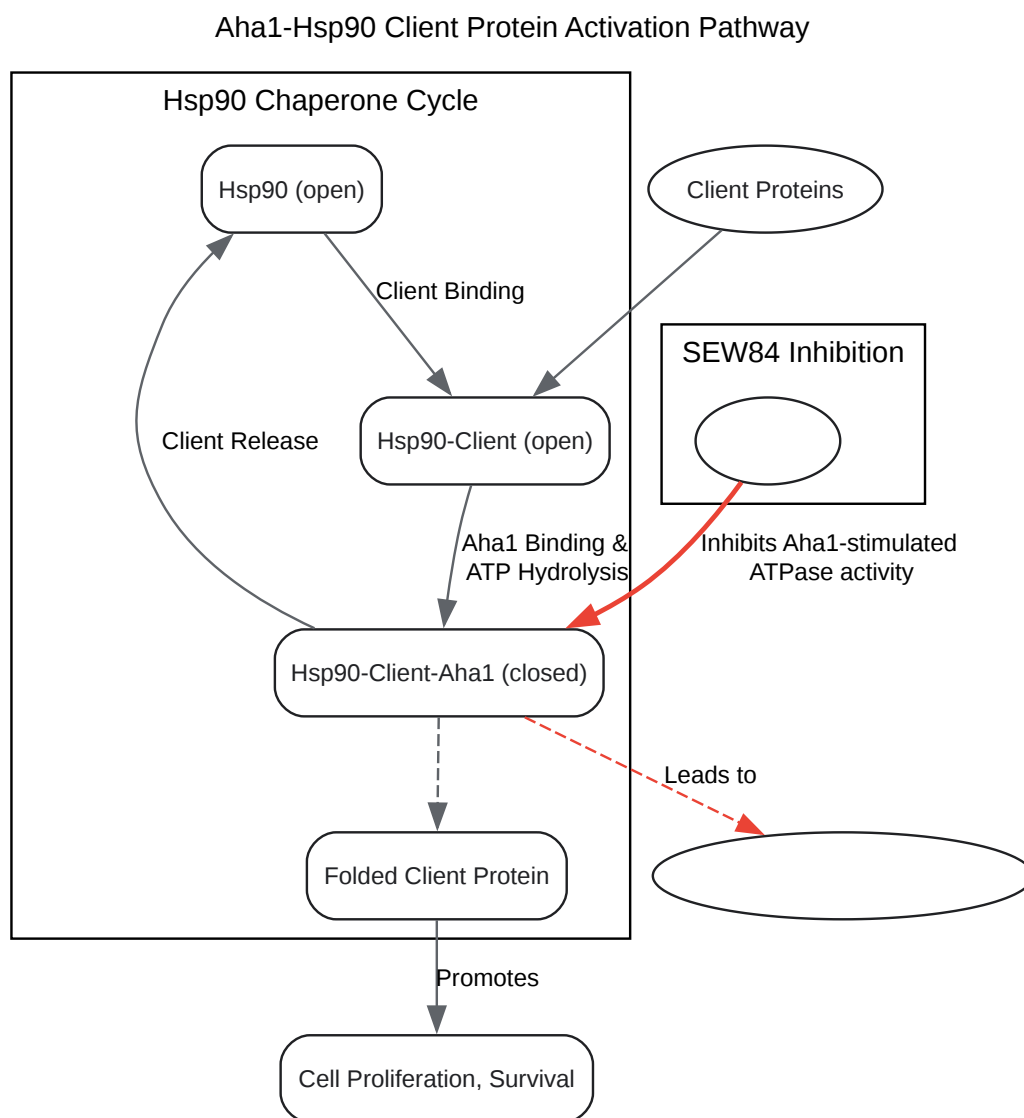 Aha1-Hsp90 Client Protein Activation Pathway
Hsp90 Chaperone Cycle
Hsp90 (open)
Client Proteins
Client Binding
SEW84 Inhibition
Client Release
Hsp90-Client (open)
Aha1 Binding &
ATP Hydrolysis
Inhibits Aha1-stimulated
ATPase activity
Hsp90-Client-Aha1 (closed)
Leads to
Folded Client Protein
Promotes
Cell Proliferation, Survival